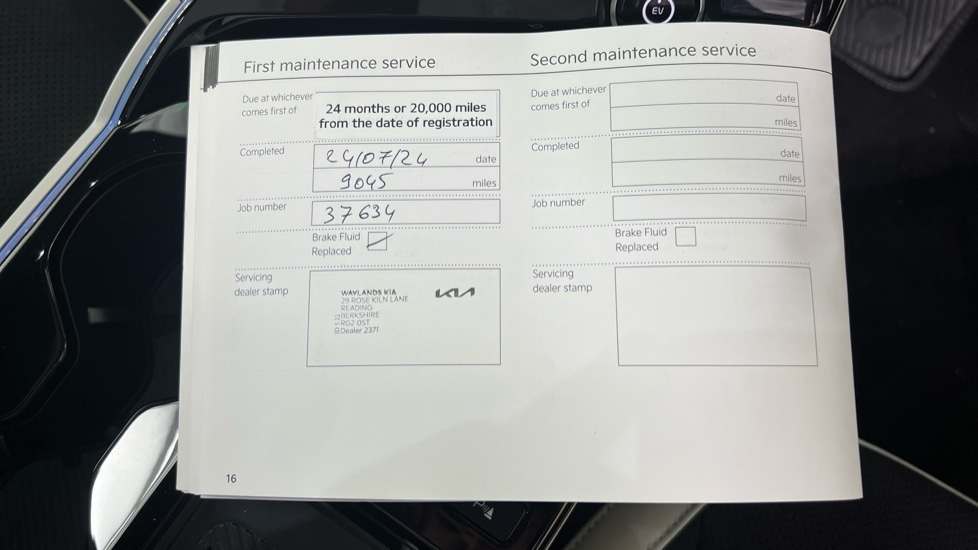 EV
First maintenance service
Due at whichever
comes first of
24 months or 20,000 miles
from the date of registration
Completed
24/07/24 date
9045 miles
Job number
37634
Brake Fluid
Replaced
Servicing
dealer stamp
WAYLANDS KIA
29 ROSE KILN LANE
READING
BERKSHIRE
RG2 0ST
Dealer 2371
KIA
16
Second maintenance service
Due at whichever
comes first of
date
miles
Completed
date
miles
Job number
Brake Fluid
Replaced
Servicing
dealer stamp
P